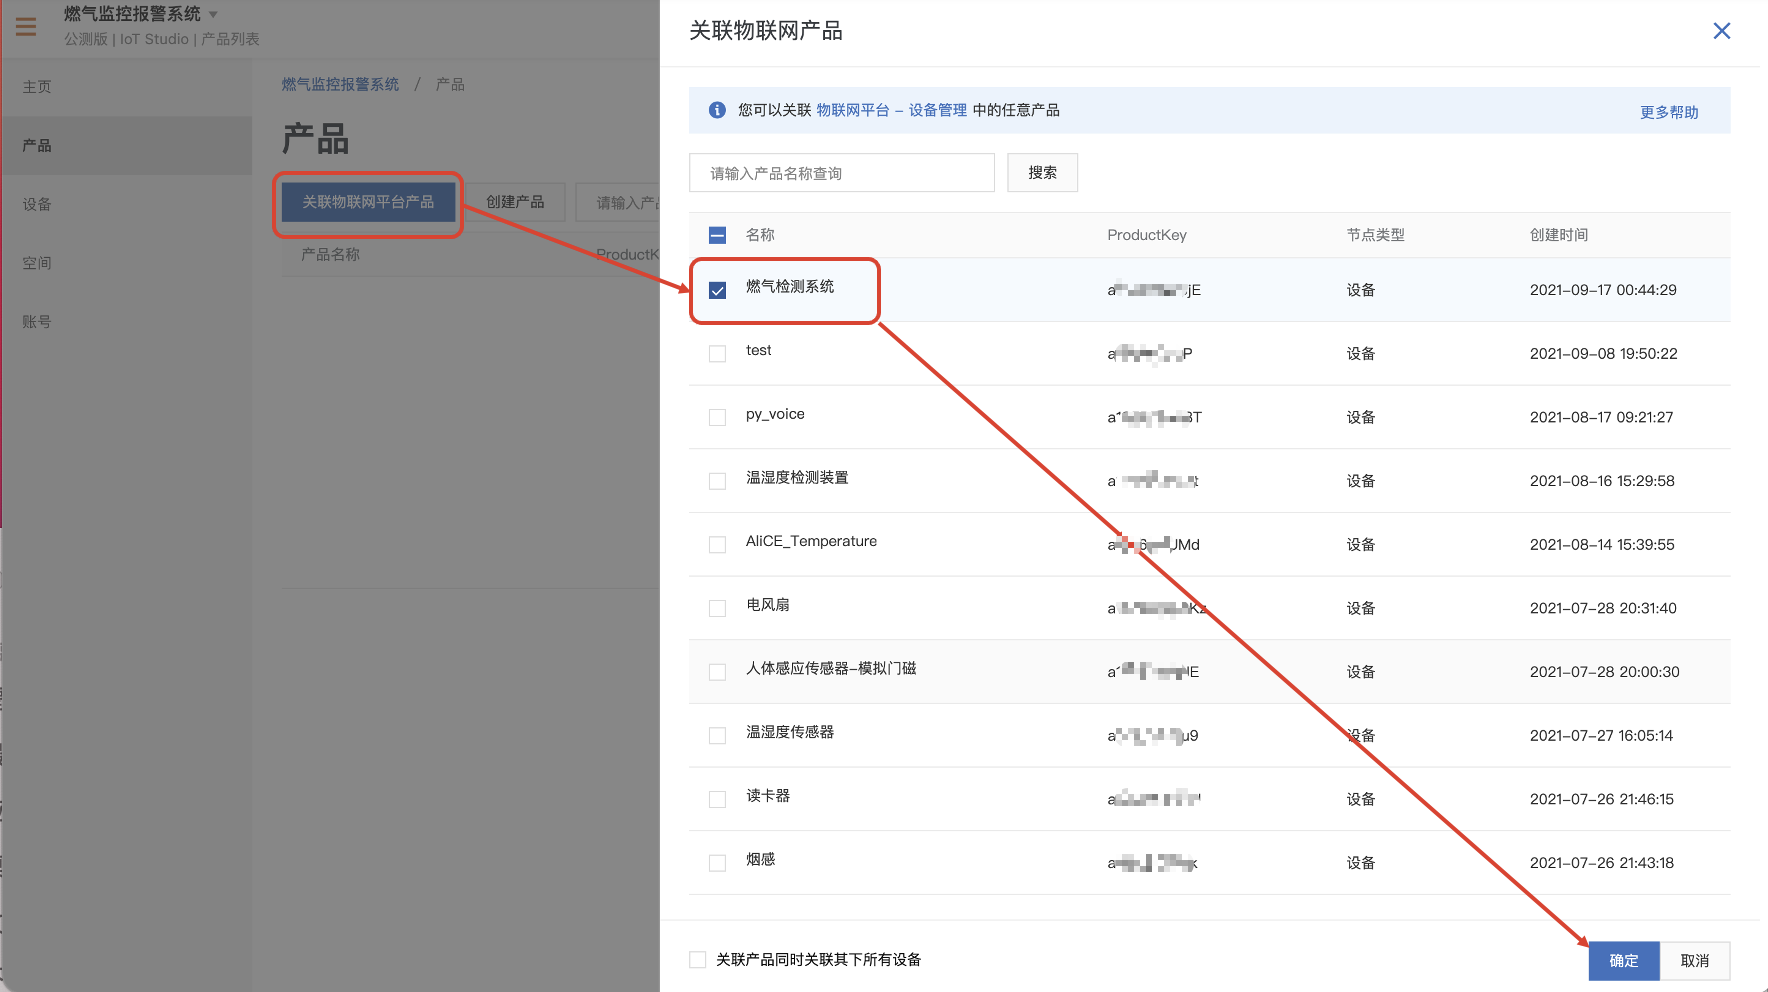 燃气监控报警系统
公测版 | IoT Studio | 产品列表
主页
产品
设备
空间
账号
燃气监控报警系统 / 产品
产品
关联物联网平台产品
创建产品
请输入产
产品名称
ProductK
关联物联网产品
您可以关联 物联网平台 – 设备管理 中的任意产品
更多帮助
请输入产品名称查询
搜索
名称 ProductKey 节点类型 创建时间
燃气检测系统 设备 2021–09–17 00:44:29
test 设备 2021–09–08 19:50:22
py_voice 设备 2021–08–17 09:21:27
温湿度检测装置 设备 2021–08–16 15:29:58
AliCE_Temperature 设备 2021–08–14 15:39:55
电风扇 设备 2021–07–28 20:31:40
人体感应传感器–模拟门磁 设备 2021–07–28 20:00:30
温湿度传感器 设备 2021–07–27 16:05:14
读卡器 设备 2021–07–26 21:46:15
烟感 设备 2021–07–26 21:43:18
关联产品同时关联其下所有设备
确定
取消